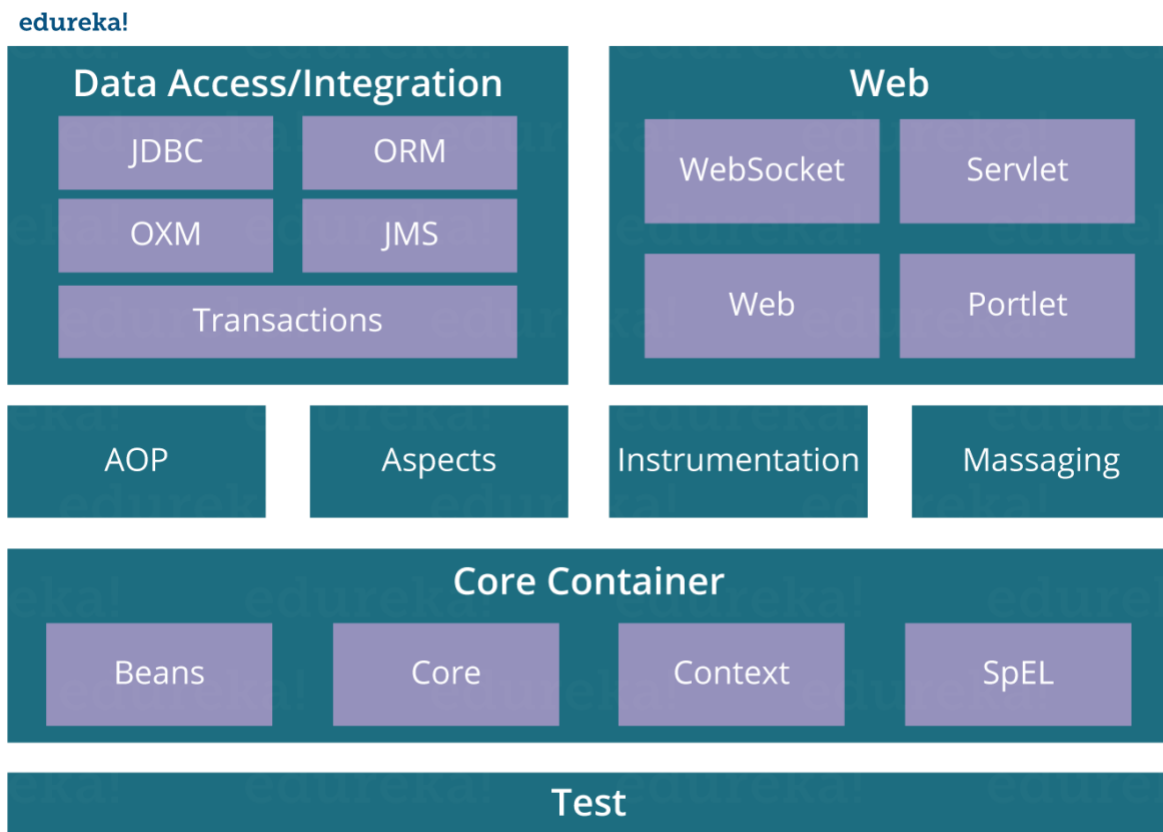 edureka!
Data Access/Integration
JDBC
ORM
OXM
JMS
Transactions
Web
WebSocket
Servlet
Web
Portlet
AOP
Aspects
Instrumentation
Massaging
Core Container
Beans
Core
Context
SpEL
Test